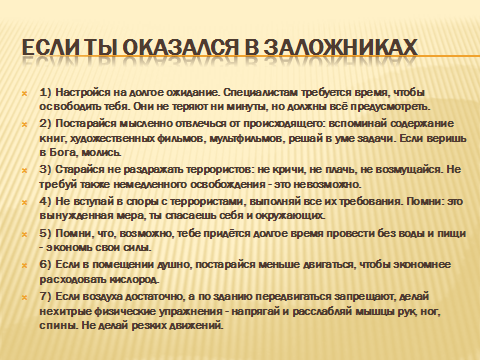 ЕСЛИ ТЫ ОКАЗАЛСЯ В ЗАЛОЖНИКАХ
1) Настройся на долгое ожидание. Специалистам требуется время, чтобы
освободить тебя. Они не теряют ни минуты, но должны всё предусмотреть.
2) Постарайся мысленно отвлечься от происходящего: вспоминай содержание
книг, художественных фильмов, мультфильмов, решай в уме задачи. Если веришь
в Бога, молись.
3) Старайся не раздражать террористов: не кричи, не плачь, не возмущайся. Не
требуй также немедленного освобождения - это невозможно.
4) Не вступай в споры с террористами, выполняй все их требования. Помни: это
вынужденная мера, ты спасаешь себя и окружающих.
5) Помни, что, возможно, тебе придётся долгое время провести без воды и пищи
- экономь свои силы.
6) Если в помещении душно, постарайся меньше двигаться, чтобы экономнее
расходовать кислород.
7) Если воздуха достаточно, а по зданию передвигаться запрещают, делай
нехитрые физические упражнения - напрягай и расслабляй мышцы рук, ног,
спины. Не делай резких движений.